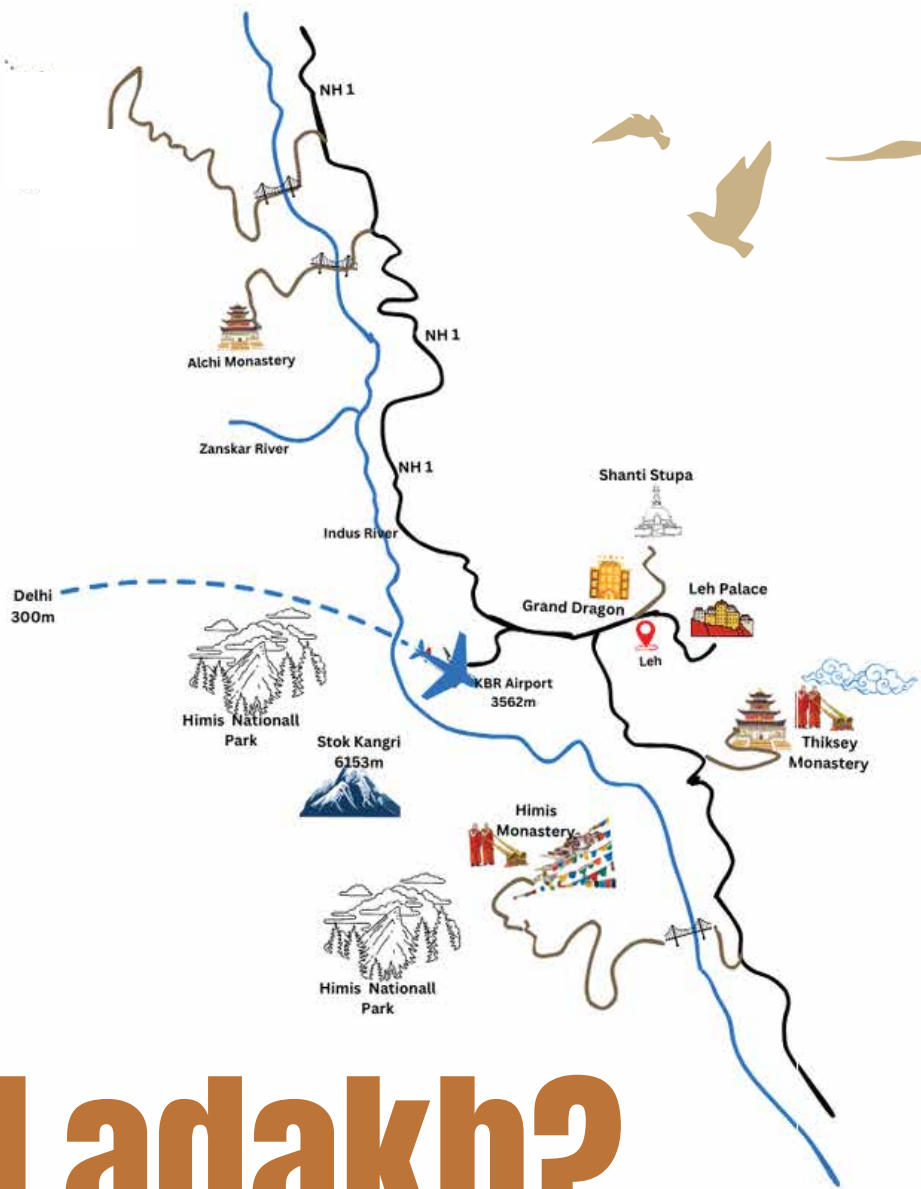 NH 1
NH 1
Alchi Monastery
Zanskar River
NH 1
Shanti Stupa
Indus River
Delhi
300m
Grand Dragon
Leh Palace
Leh
KBR Airport
3562m
Himis Nationall
Park
Stok Kangri
6153m
Thiksey
Monastery
Himis
Monastery
Himis Nationall
Park
Ladakh?